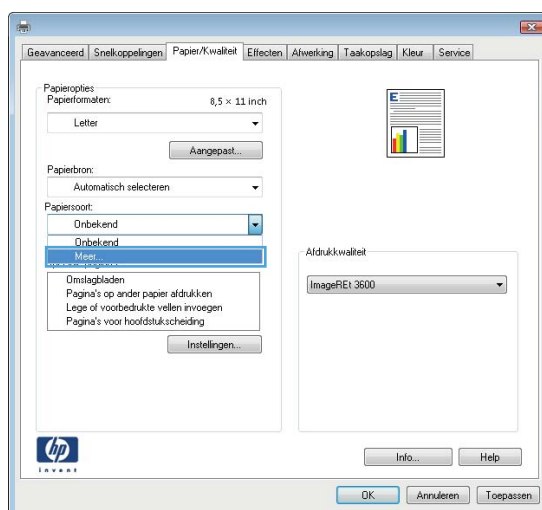 Geavanceerd Snelkoppelingen Papier/Kwaliteit Effecten Afwerking Taakopslag Kleur Service
Papieropties
Papierformaten: 8,5 × 11 inch
Letter
Aangepast...
Papierbron:
Automatisch selecteren
Papiersoort:
Onbekend
Onbekend
Meer...
Omslagbladen
Pagina's op ander papier afdrukken
Lege of voorbedrukte vellen invoegen
Pagina's voor hoofdstukscheiding
Instellingen...
Afdrukkwaliteit
ImageREt 3600
E
hp
invent
Info... Help
OK Annuleren Toepassen